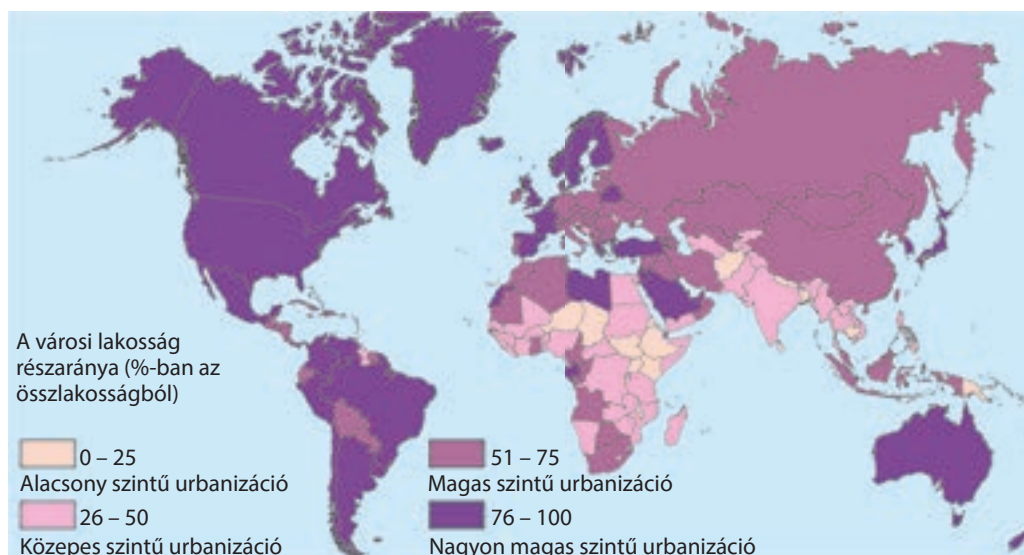 A városi lakosság
részaránya (%-ban az
összlakosságból)
0 – 25
Alacsony szintű urbanizáció
26 – 50
Közepes szintű urbanizáció
51 – 75
Magas szintű urbanizáció
76 – 100
Nagyon magas szintű urbanizáció